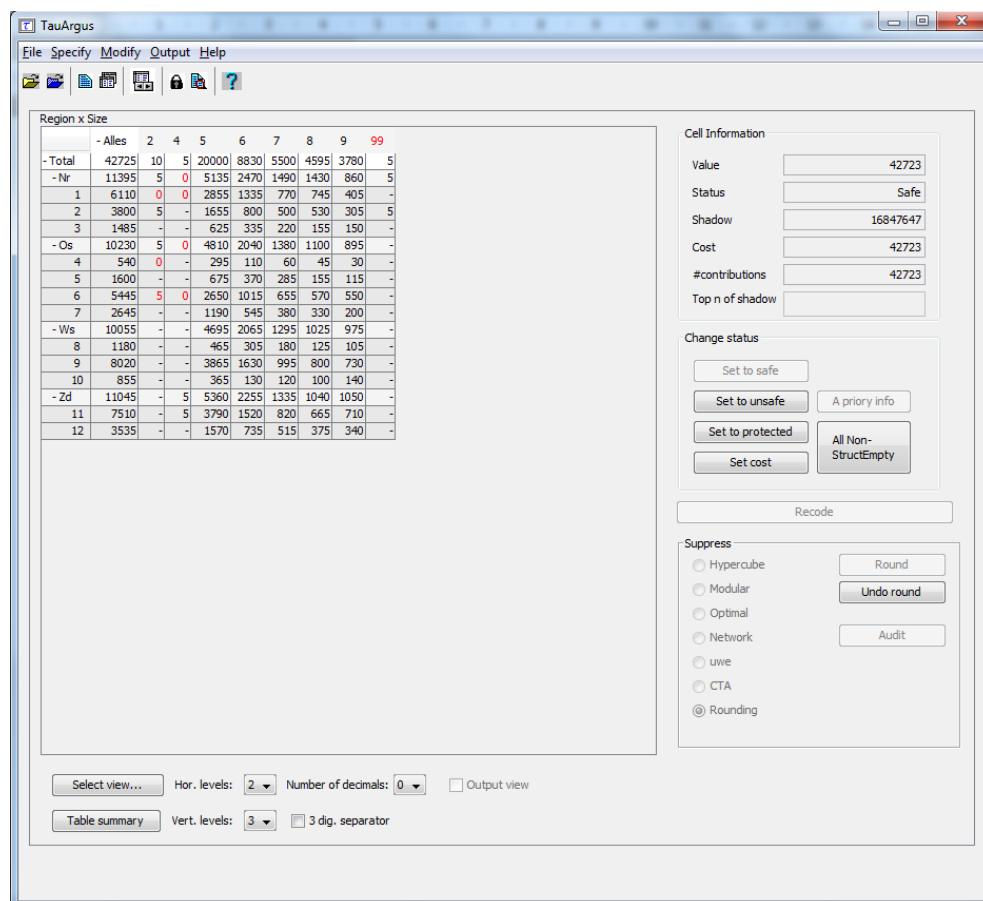 TauArgus
File Specify Modify Output Help
Region x Size
- Alles 2 4 5 6 7 8 9 99
- Total 42725 10 5 20000 8830 5500 4595 3780 5
- Nr 11395 5 0 5135 2470 1490 1430 860 5
1 6110 0 0 2855 1335 770 745 405 -
2 3800 5 - 1655 800 500 530 305 5
3 1485 - - 625 335 220 155 150 -
- Os 10230 5 0 4810 2040 1380 1100 895 -
4 540 0 - 295 110 60 45 30 -
5 1600 - - 675 370 285 155 115 -
6 5445 5 0 2650 1015 655 570 550 -
7 2645 - - 1190 545 380 330 200 -
- Ws 10055 - - 4695 2065 1295 1025 975 -
8 1180 - - 465 305 180 125 105 -
9 8020 - - 3865 1630 995 800 730 -
10 855 - - 365 130 120 100 140 -
- Zd 11045 - 5 5360 2255 1335 1040 1050 -
11 7510 - 5 3790 1520 820 665 710 -
12 3535 - - 1570 735 515 375 340 -
Cell Information
Value 42723
Status Safe
Shadow 16847647
Cost 42723
#contributions 42723
Top n of shadow
Change status
Set to safe
Set to unsafe A priory info
Set to protected All Non-
StructEmpty
Set cost
Recode
Suppress
Hypercube Round
Modular Undo round
Optimal
Network Audit
uwe
CTA
Rounding
Select view... Hor. levels: 2 Number of decimals: 0 Output view
Table summary Vert. levels: 3 3 dig. separator